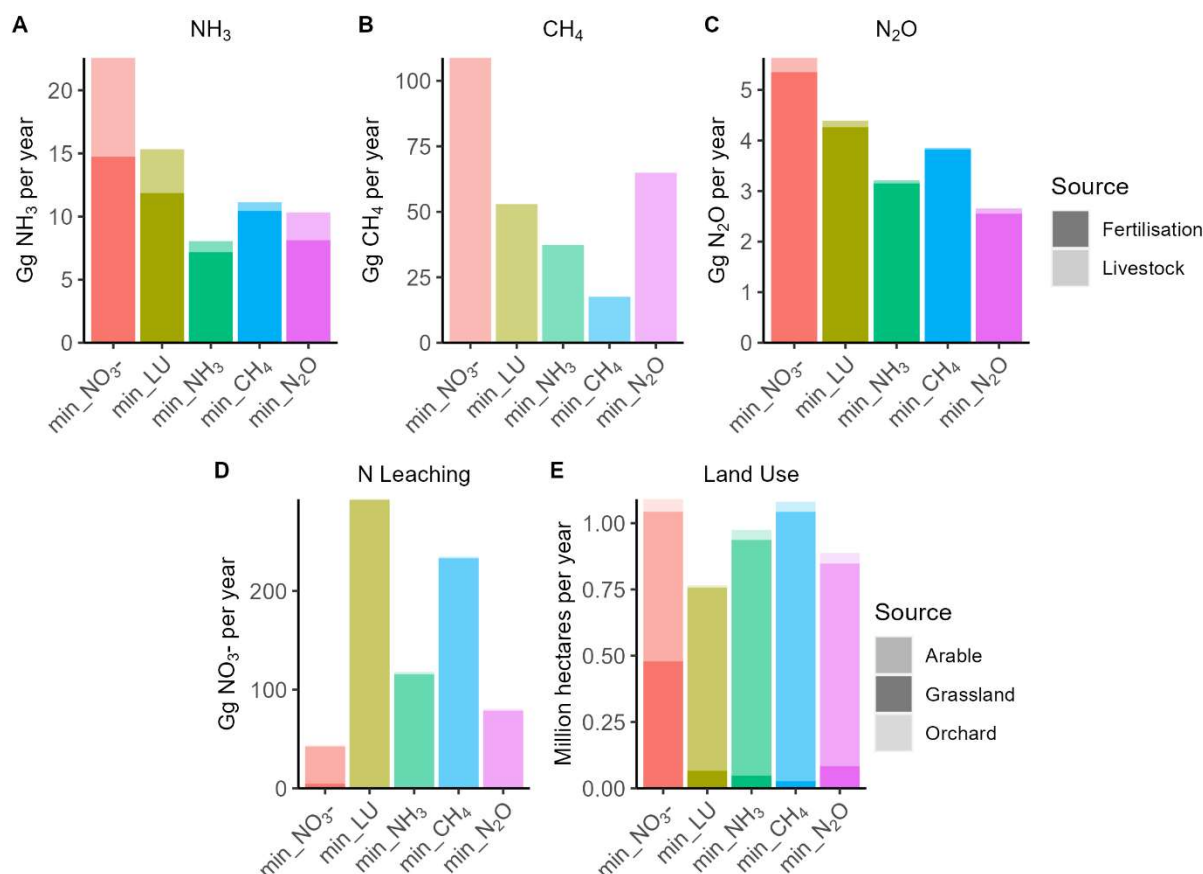 A
NH₃
Gg NH₃ per year
20
15
10
5
0
min_NO₃-
min_LU
min_NH₃
min_CH₄
min_N₂O
B
CH₄
Gg CH₄ per year
100
75
50
25
0
min_NO₃-
min_LU
min_NH₃
min_CH₄
min_N₂O
C
N₂O
Gg N₂O per year
5
4
3
2
1
0
min_NO₃-
min_LU
min_NH₃
min_CH₄
min_N₂O
Source
Fertilisation
Livestock
D
N Leaching
Gg NO₃- per year
200
100
0
min_NO₃-
min_LU
min_NH₃
min_CH₄
min_N₂O
E
Land Use
Million hectares per year
1.00
0.75
0.50
0.25
0.00
min_NO₃-
min_LU
min_NH₃
min_CH₄
min_N₂O
Source
Arable
Grassland
Orchard